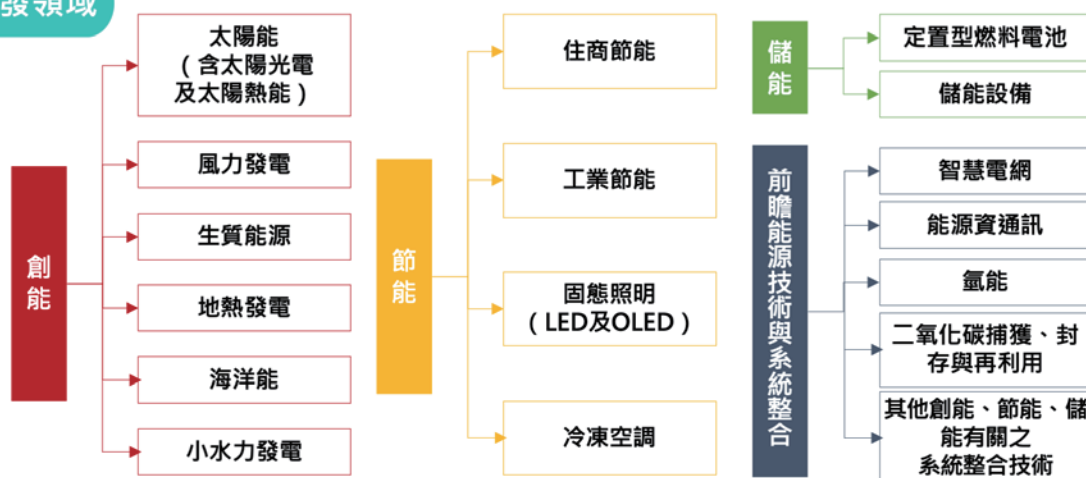 發領域
創能
太陽能
（含太陽光電
及太陽熱能）
風力發電
生質能源
地熱發電
海洋能
小水力發電
節能
住商節能
工業節能
固態照明
（LED及OLED）
冷凍空調
儲能
定置型燃料電池
儲能設備
前瞻能源技術與系統整合
智慧電網
能源資通訊
氫能
二氧化碳捕獲、封
存與再利用
其他創能、節能、儲
能有關之
系統整合技術